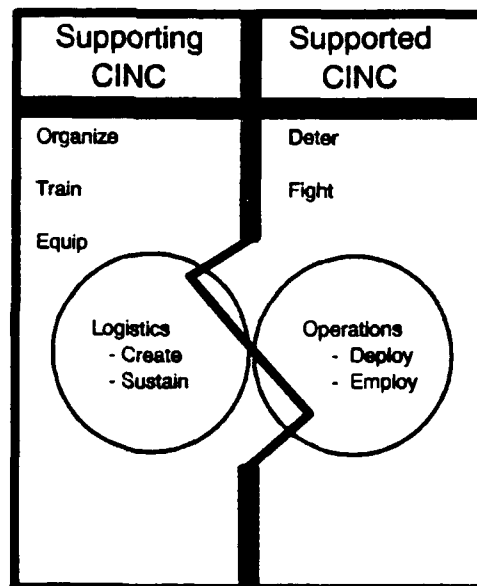 Supporting
CINC
Supported
CINC
Organize
Train
Equip
Deter
Fight
Logistics
- Create
- Sustain
Operations
- Deploy
- Employ